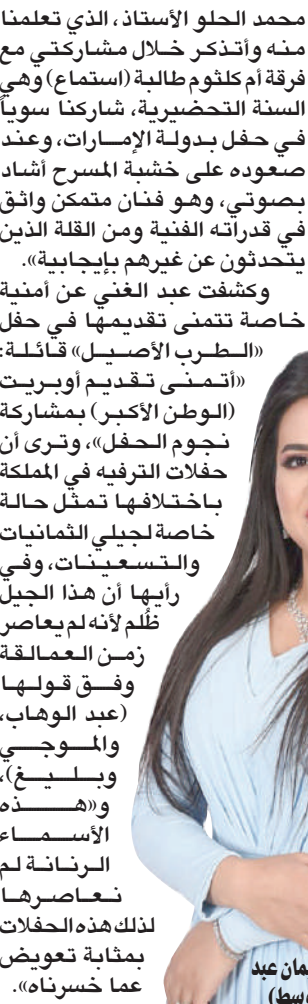 محمد الحلو الأستاذ، الذي تعلمنا
منه وأتذكر خلال مشاركتي مع
فرقة أم كلثوم طالبة (استماع) وهي
السنة التحضيرية، شاركنا سوياً
في حفل بدولة الإمارات، وعند
صعوده على خشبة المسرح أشاد
بصوتي، وهو فنان متمكن واثق
في قدراته الفنية ومن القلة الذين
يتحدثون عن غيرهم بإيجابية».
وكشفت عبد الغني عن أمنية
خاصة تتمنى تقديمها في حفل
«الطرب الأصيل» قائلة:
«أتمنى تقديم أوبريت
(الوطن الأكبر) بمشاركة
نجوم الحفل»، وترى أن
حفلات الترفيه في المملكة
باختلافها تمثل حالة
خاصة لجيلي الثمانيات
والتسعينات، وفي
رأيها أن هذا الجيل
ظُلم لأنه لم يعاصر
زمن العمالقة
وفق قولها
(عبد الوهاب،
والموجي
وبليغ)،
و«هذه
الأسماء
الرنانة لم
نعاصرها
لذلك هذه الحفلات
بمثابة تعويض
عما خسرناه».
عبد